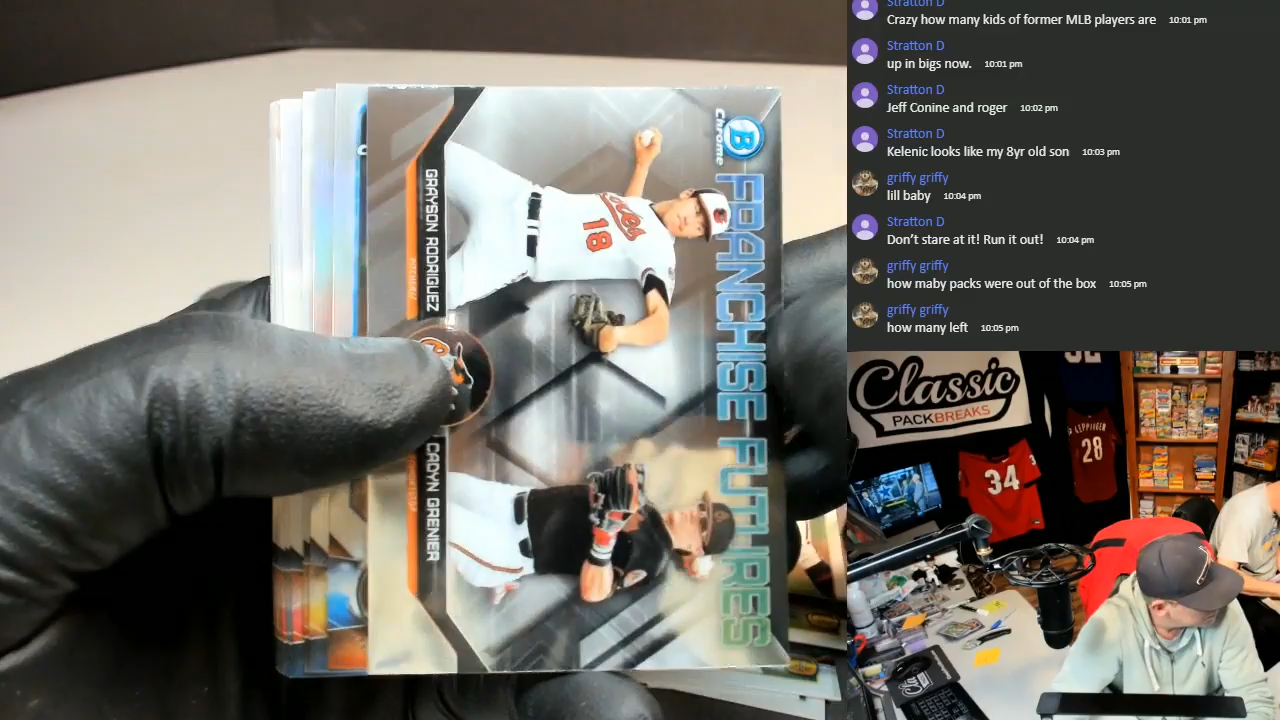 Stratton D
Crazy how many kids of former MLB players are 10:01 pm
Stratton D
up in bigs now. 10:01 pm
Stratton D
Jeff Conine and roger 10:02 pm
Stratton D
Kelenic looks like my 8yr old son 10:03 pm
griffy griffy
lill baby 10:04 pm
Stratton D
Don't stare at it! Run it out! 10:04 pm
griffy griffy
how maby packs were out of the box 10:05 pm
griffy griffy
how many left 10:05 pm
B
Chrome
FRANCHISE FUTURES
18
GRAYSON RODRIGUEZ
CADYN GRENIER
Classic
PACKBREAKS
34
LEPPINGER
28